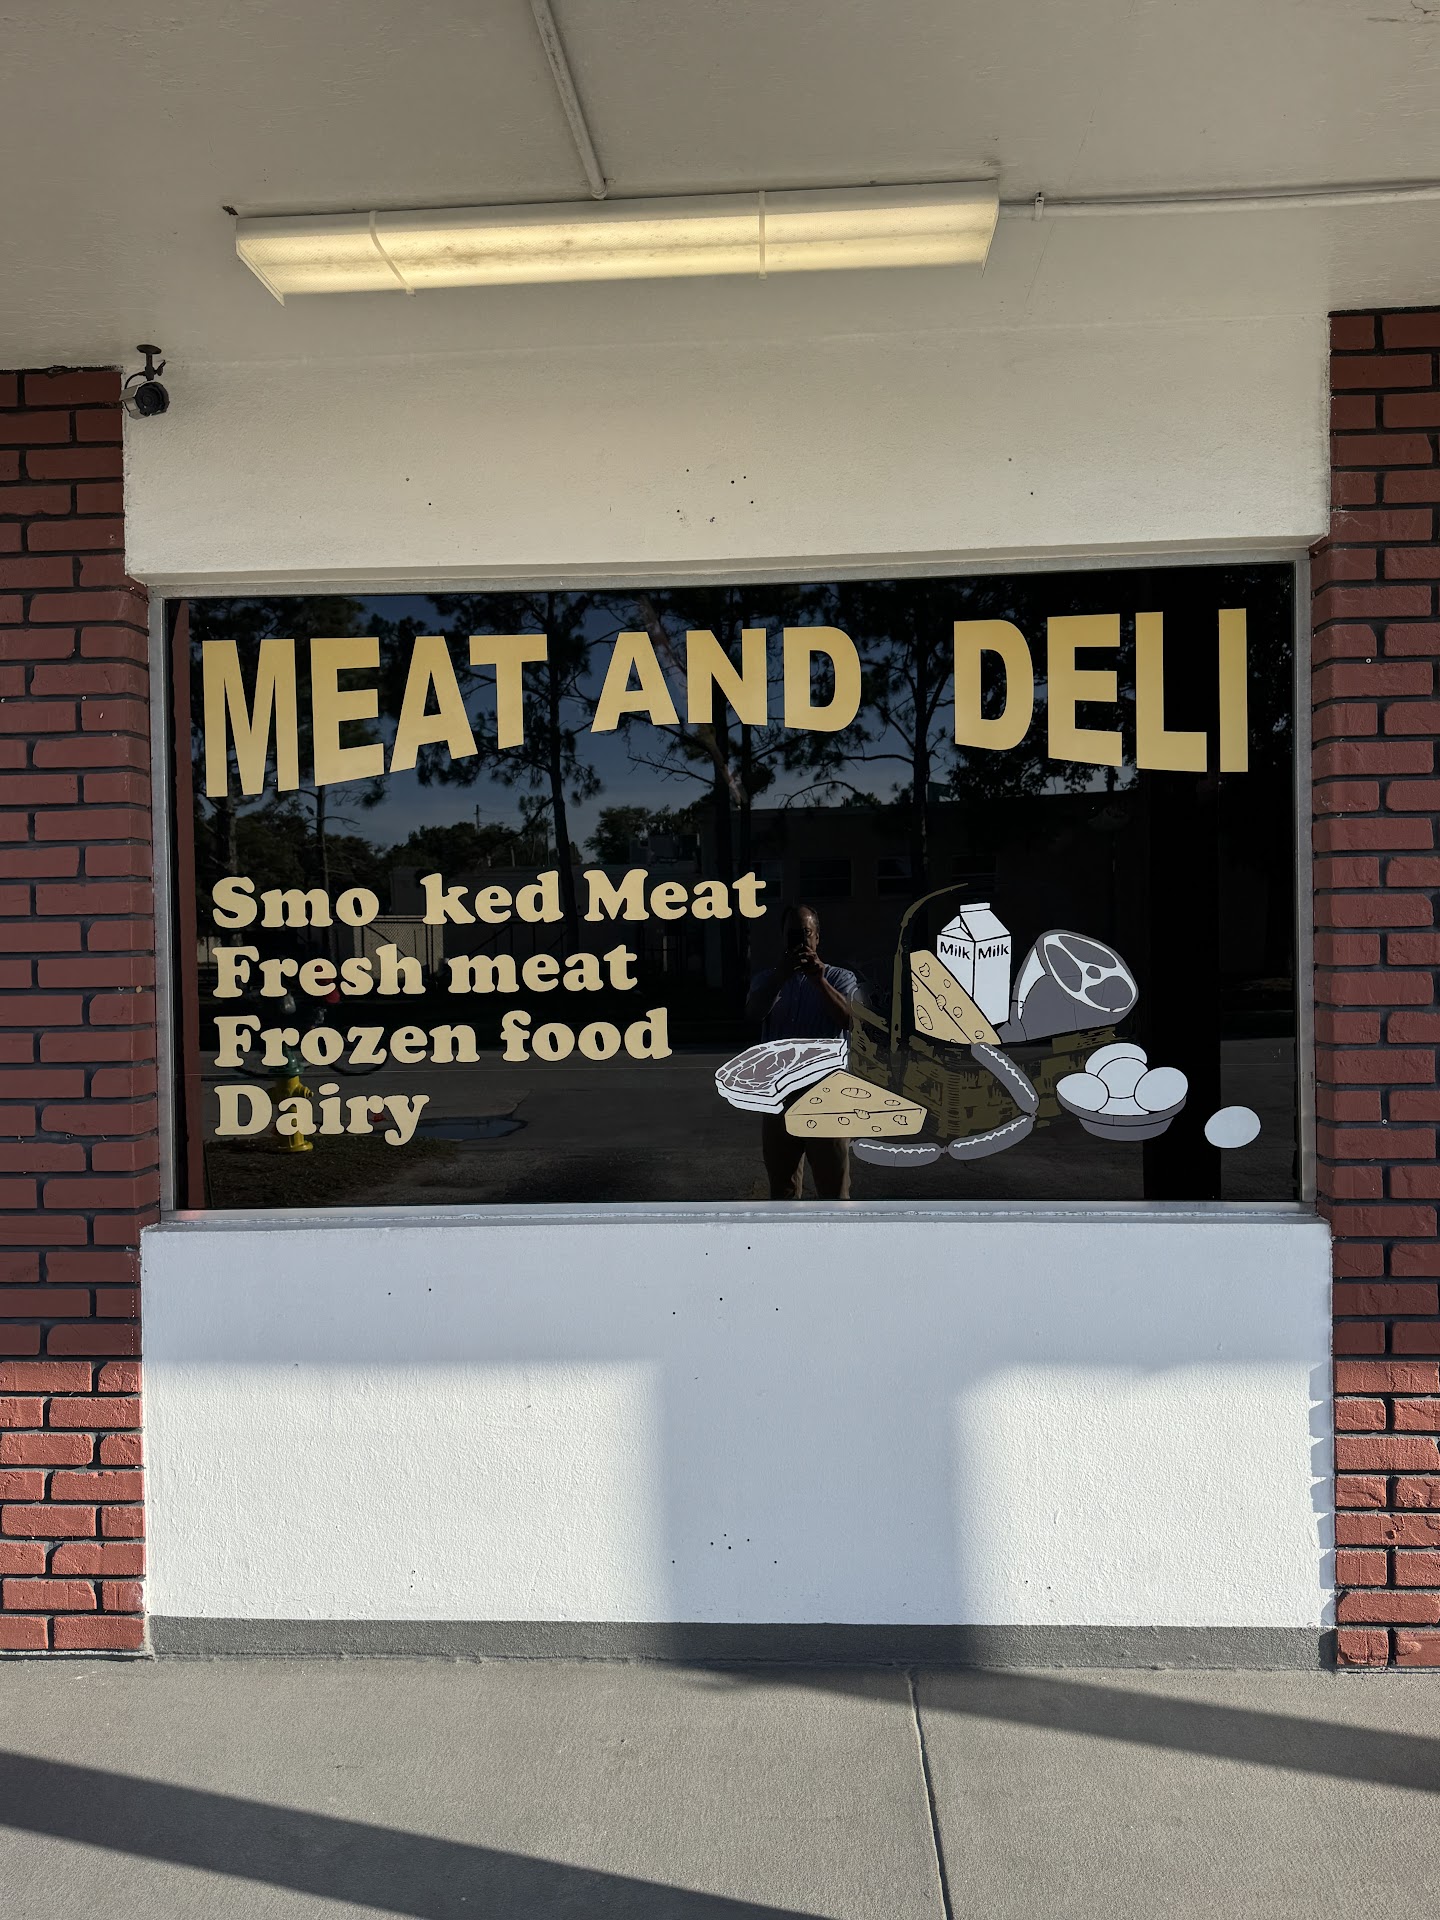 MEAT AND DELI
Smo ked Meat
Fresh meat
Frozen food
Dairy
Milk Milk